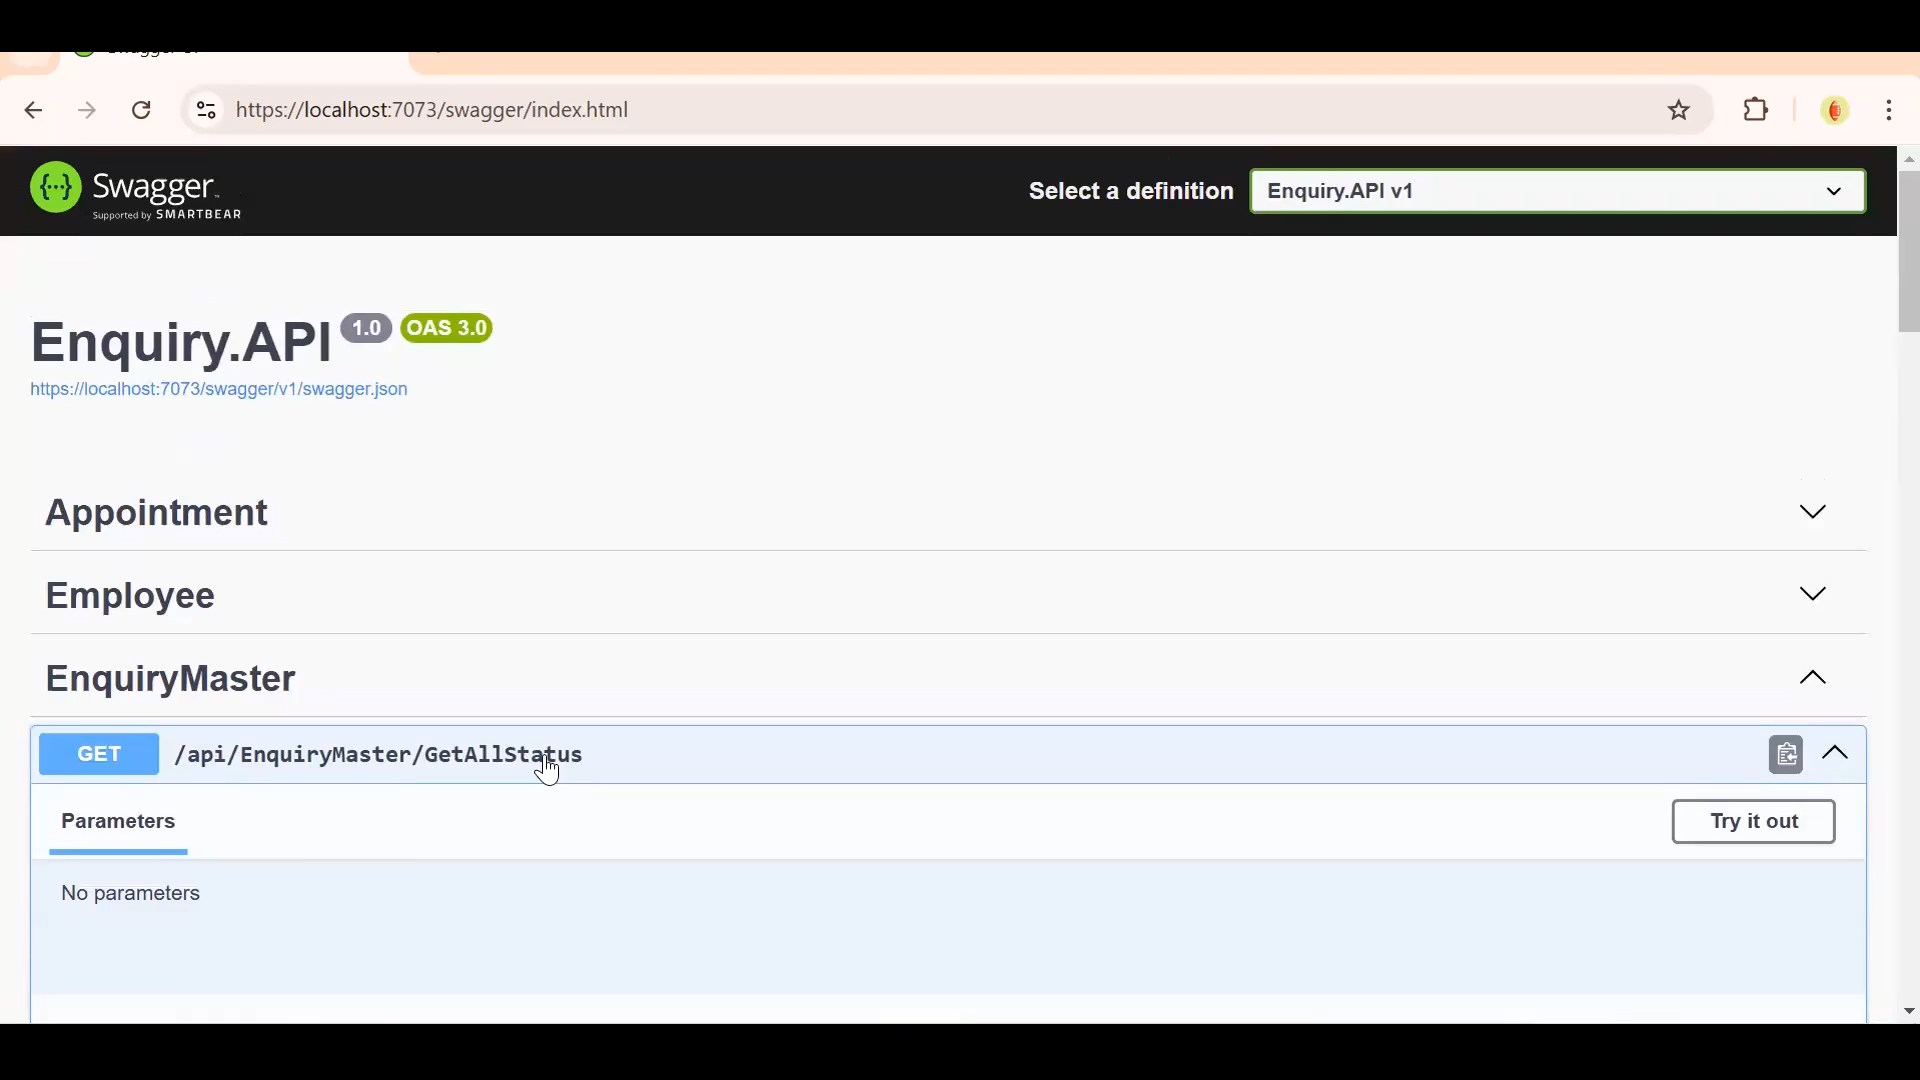 https://localhost:7073/swagger/index.html
Swagger
Supported by SMARTBEAR
Select a definition
Enquiry.API v1
Enquiry.API 1.0 OAS 3.0
https://localhost:7073/swagger/v1/swagger.json
Appointment
Employee
EnquiryMaster
GET /api/EnquiryMaster/GetAllStatus
Parameters
Try it out
No parameters